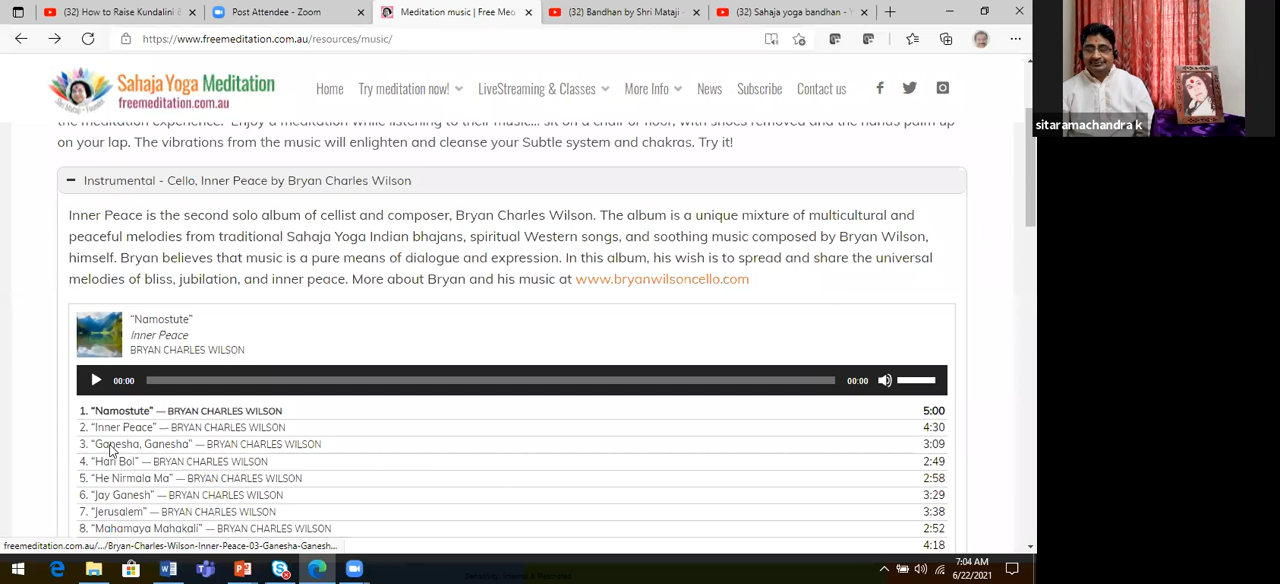 (32) How to Raise Kundalini &
Post Attendee - Zoom
Meditation music | Free Med
(32) Bandhan by Shri Mataji -
(32) Sahaja yoga bandhan - Y
https://www.freemeditation.com.au/resources/music/
Sahaja Yoga Meditation
freemeditation.com.au
Home
Try meditation now!
LiveStreaming & Classes
More Info
News
Subscribe
Contact us
the meditation experience. Enjoy a meditation while listening to their music... sit on a chair or floor, with shoes removed and the hands palm up
on your lap. The vibrations from the music will enlighten and cleanse your Subtle system and chakras. Try it!
Instrumental - Cello, Inner Peace by Bryan Charles Wilson
Inner Peace is the second solo album of cellist and composer, Bryan Charles Wilson. The album is a unique mixture of multicultural and
peaceful melodies from traditional Sahaja Yoga Indian bhajans, spiritual Western songs, and soothing music composed by Bryan Wilson,
himself. Bryan believes that music is a pure means of dialogue and expression. In this album, his wish is to spread and share the universal
melodies of bliss, jubilation, and inner peace. More about Bryan and his music at www.bryanwilsoncello.com
“Namostute”
Inner Peace
BRYAN CHARLES WILSON
00:00
00:00
1. “Namostute” — BRYAN CHARLES WILSON 5:00
2. “Inner Peace” — BRYAN CHARLES WILSON 4:30
3. “Ganesha, Ganesha” — BRYAN CHARLES WILSON 3:09
4. “Hari Bol” — BRYAN CHARLES WILSON 2:49
5. “He Nirmala Ma” — BRYAN CHARLES WILSON 2:58
6. “Jay Ganesh” — BRYAN CHARLES WILSON 3:29
7. “Jerusalem” — BRYAN CHARLES WILSON 3:38
8. “Mahamaya Mahakali” — BRYAN CHARLES WILSON 2:52
4:18
freemeditation.com.au/.../Bryan-Charles-Wilson-Inner-Peace-03-Ganesha-Ganesh...
7:04 AM
6/22/2021
sitaramachandra k